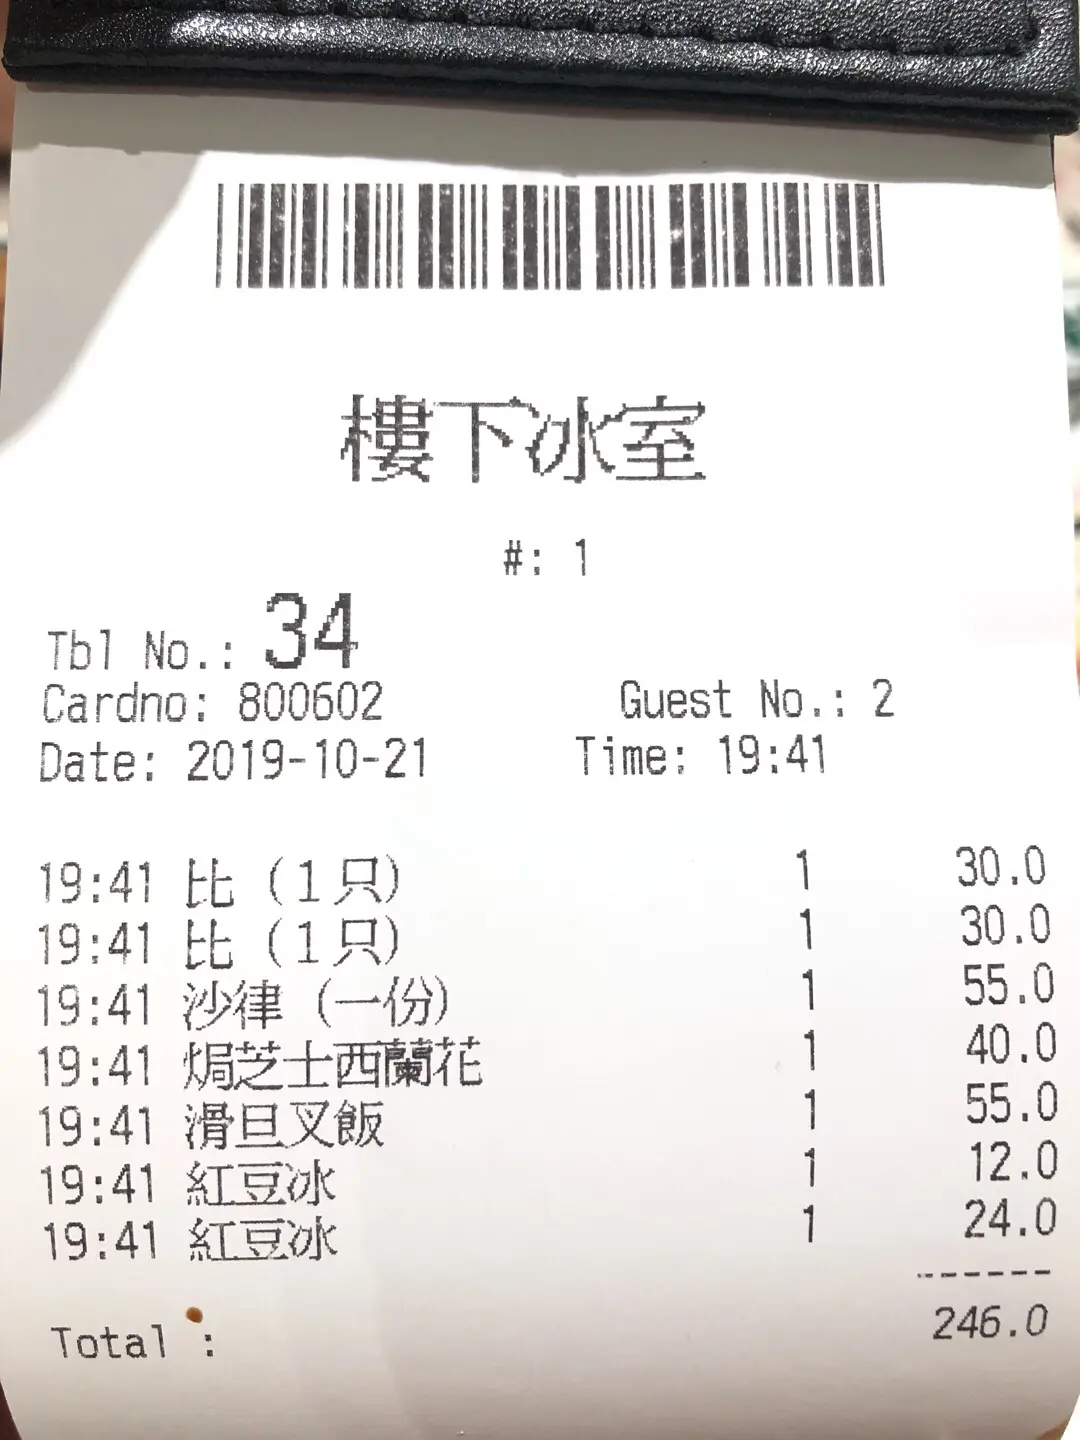 樓下冰室
#: 1
Tbl No.: 34
Cardno: 800602 Guest No.: 2
Date: 2019-10-21 Time: 19:41
19:41 比（1只） 1 30.0
19:41 比（1只） 1 30.0
19:41 沙律（一份） 1 55.0
19:41 焗芝士西蘭花 1 40.0
19:41 滑旦叉飯 1 55.0
19:41 紅豆冰 1 12.0
19:41 紅豆冰 1 24.0
------
Total : 246.0